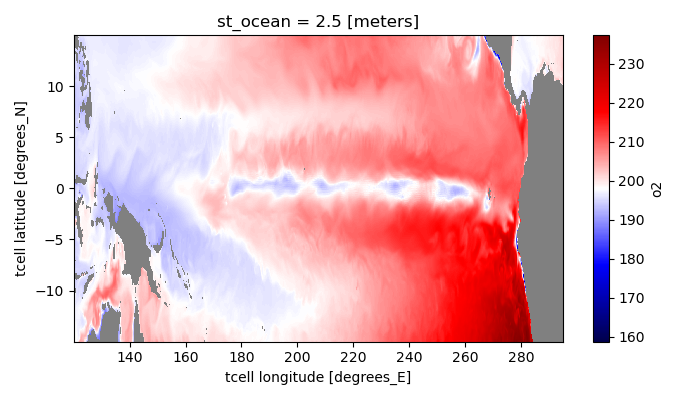 st_ocean = 2.5 [meters]
tcell latitude [degrees_N]
10
5
0
−5
−10
140 160 180 200 220 240 260 280
tcell longitude [degrees_E]
230
220
210
200
190
180
170
160
o2